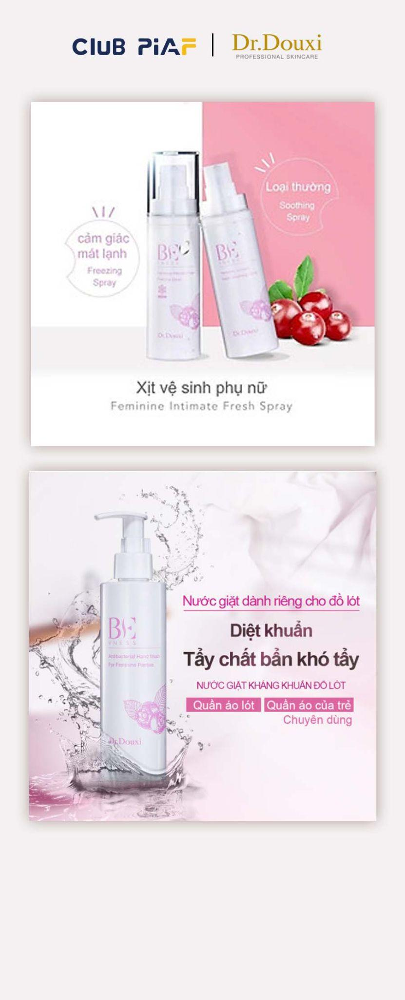 CluB PiAF
Dr.Douxi
PROFESSIONAL SKINCARE
Loại thường
Soothing
Spray
cảm giác
mát lạnh
Freezing
Spray
BE
BE
Dr.Douxi
Dr.Douxi
Xịt vệ sinh phụ nữ
Feminine Intimate Fresh Spray
Nước giặt dành riêng cho đồ lót
Diệt khuẩn
Tẩy chất bẩn khó tẩy
NƯỚC GIẶT KHÁNG KHUẨN ĐỒ LÓT
Quần áo lót
Quần áo của trẻ
Chuyên dùng
BE
YNESS
Antibacterial Hand Wash
For Feminine Panties
Dr.Douxi